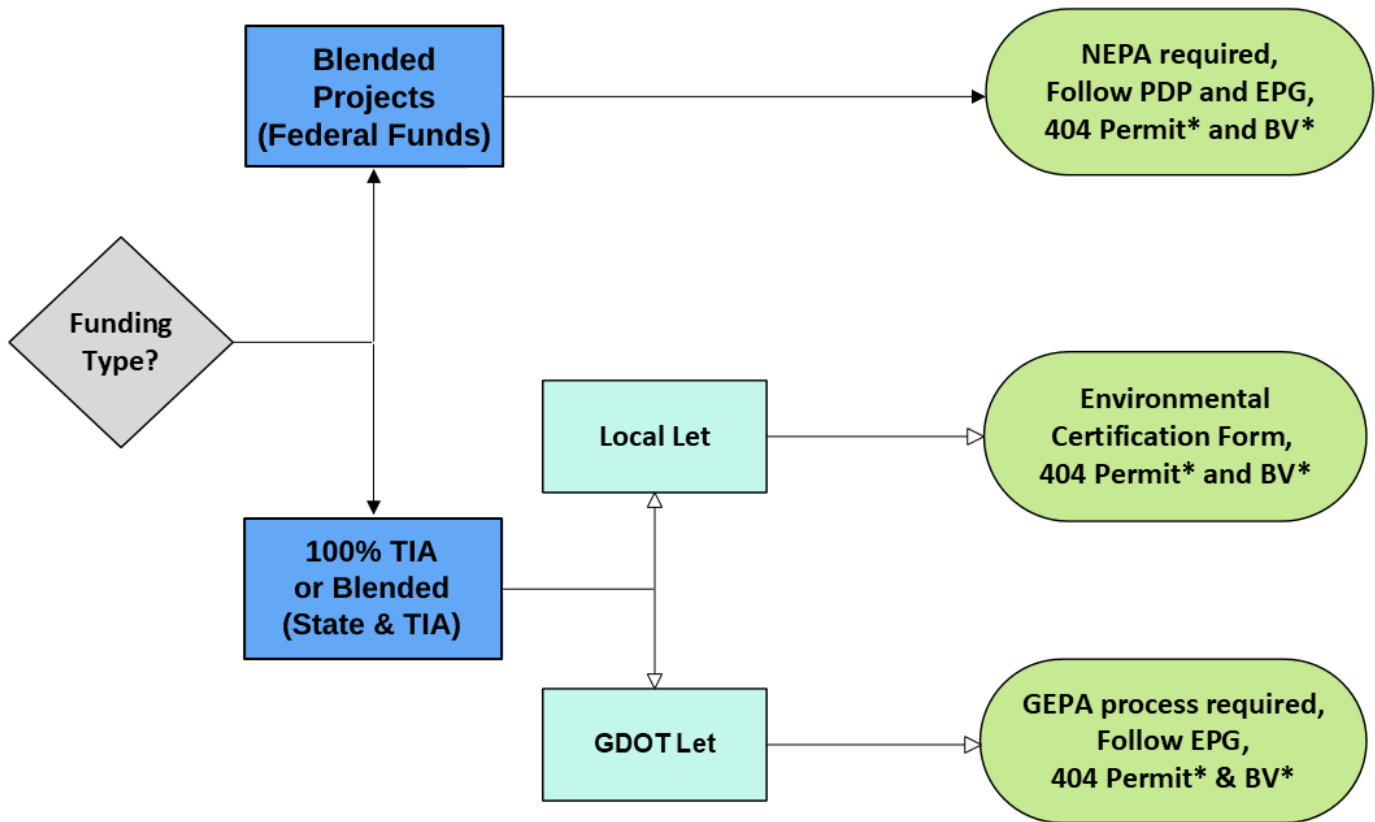 Blended
Projects
(Federal Funds)
NEPA required,
Follow PDP and EPG,
404 Permit* and BV*
Funding
Type?
100% TIA
or Blended
(State & TIA)
Local Let
Environmental
Certification Form,
404 Permit* and BV*
GDOT Let
GEPA process required,
Follow EPG,
404 Permit* & BV*